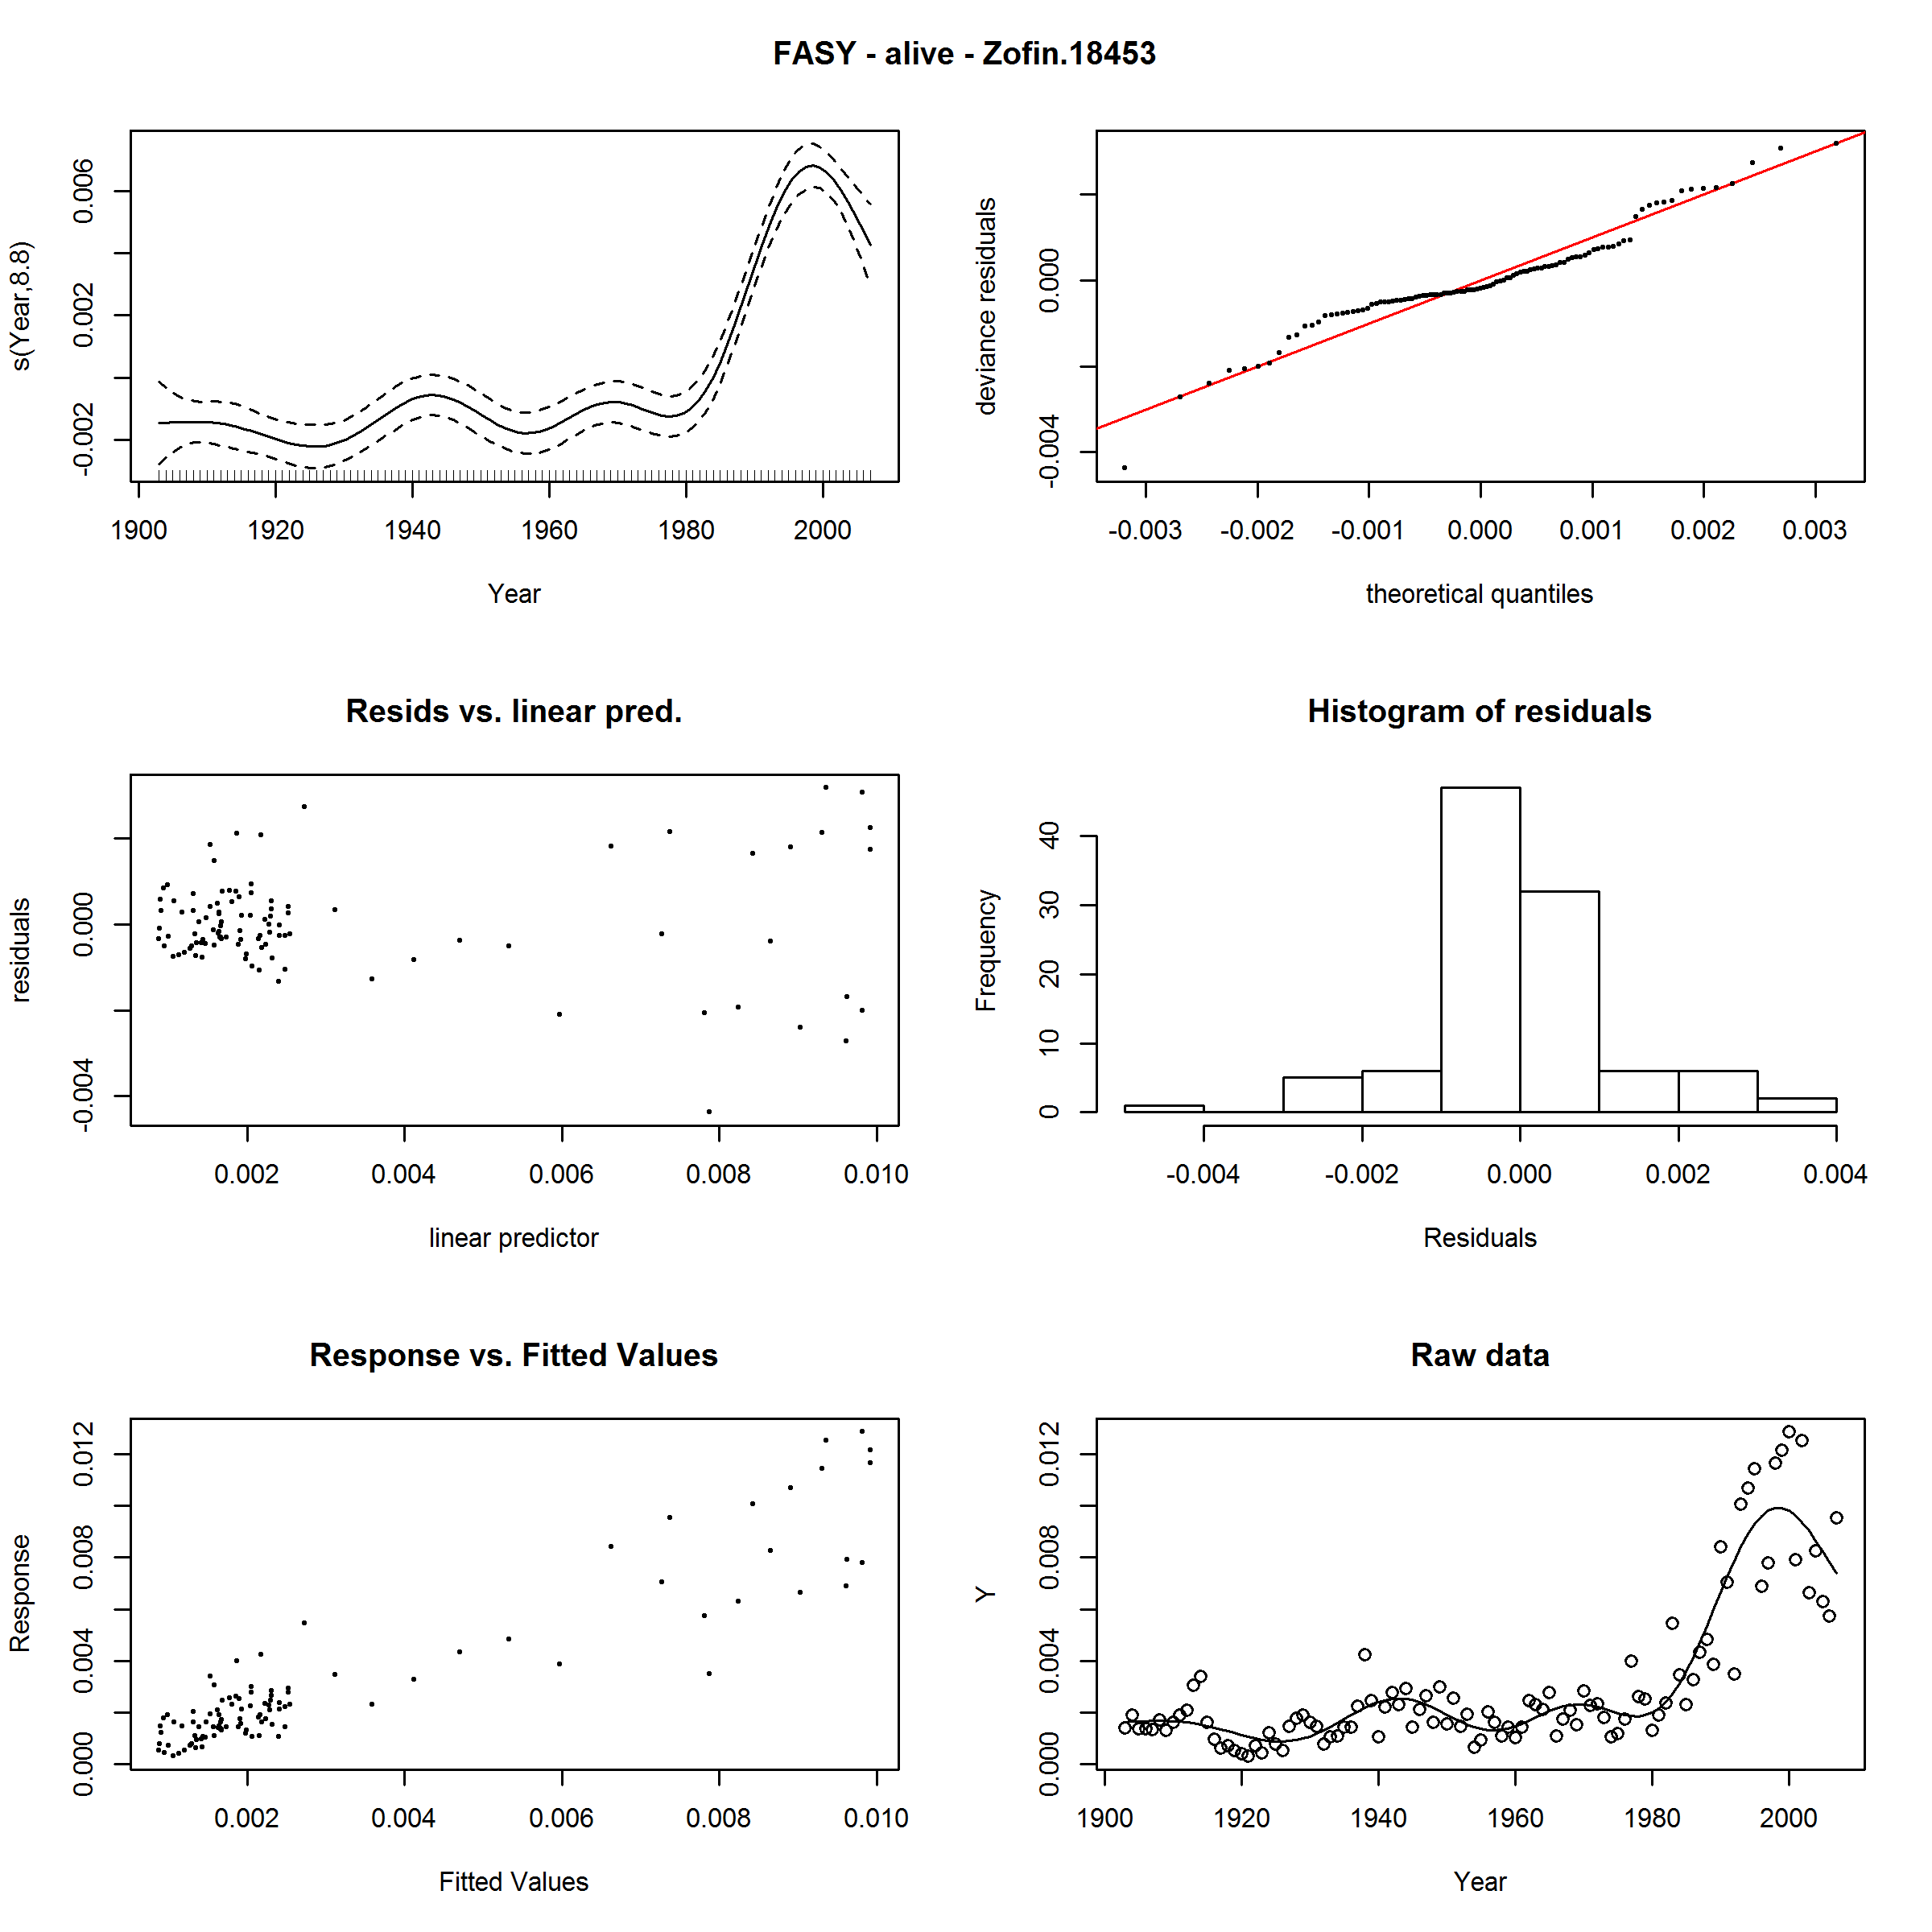 FASY - alive - Zofin.18453
s(Year,8.8)
-0.002 0.002 0.006
1900 1920 1940 1960 1980 2000
Year
deviance residuals
-0.004 0.000
-0.003 -0.002 -0.001 0.000 0.001 0.002 0.003
theoretical quantiles
Resids vs. linear pred.
residuals
-0.004 0.000
0.002 0.004 0.006 0.008 0.010
linear predictor
Histogram of residuals
Frequency
0 10 20 30 40
-0.004 -0.002 0.000 0.002 0.004
Residuals
Response vs. Fitted Values
Response
0.000 0.004 0.008 0.012
0.002 0.004 0.006 0.008 0.010
Fitted Values
Raw data
Y
0.000 0.004 0.008 0.012
1900 1920 1940 1960 1980 2000
Year